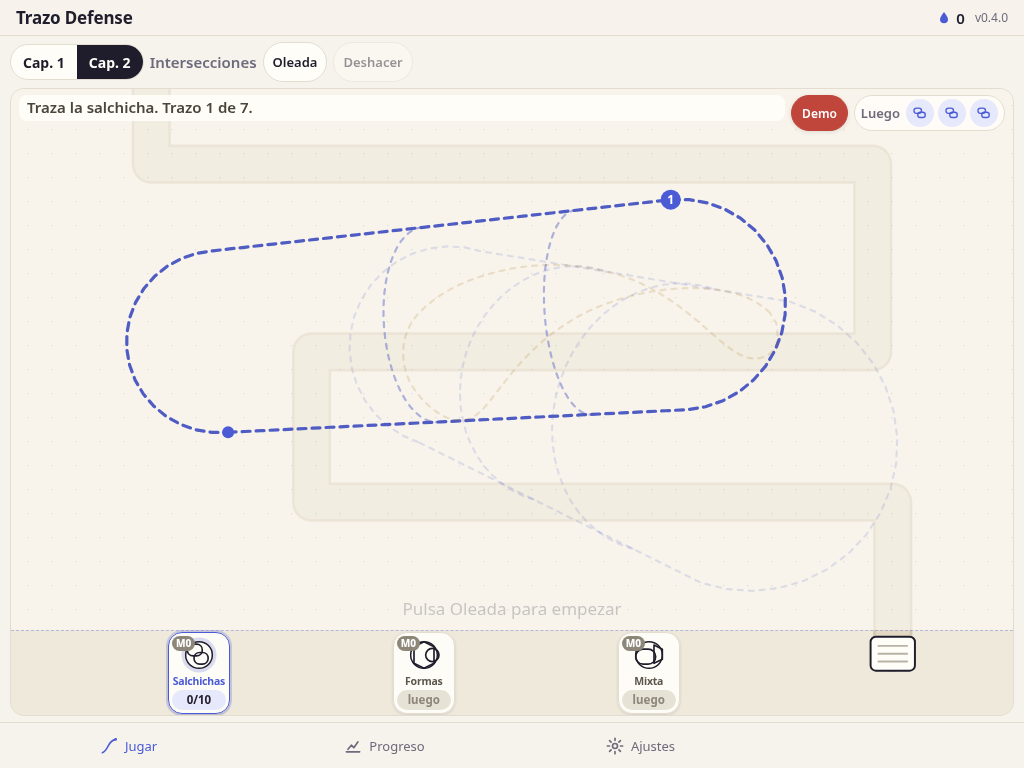 Trazo Defense
0 v0.4.0
Cap. 1 Cap. 2 Intersecciones Oleada Deshacer
Traza la salchicha. Trazo 1 de 7.
Demo Luego
1
Pulsa Oleada para empezar
M0 M0 M0
Salchichas Formas Mixta
0/10 luego luego
Jugar Progreso Ajustes